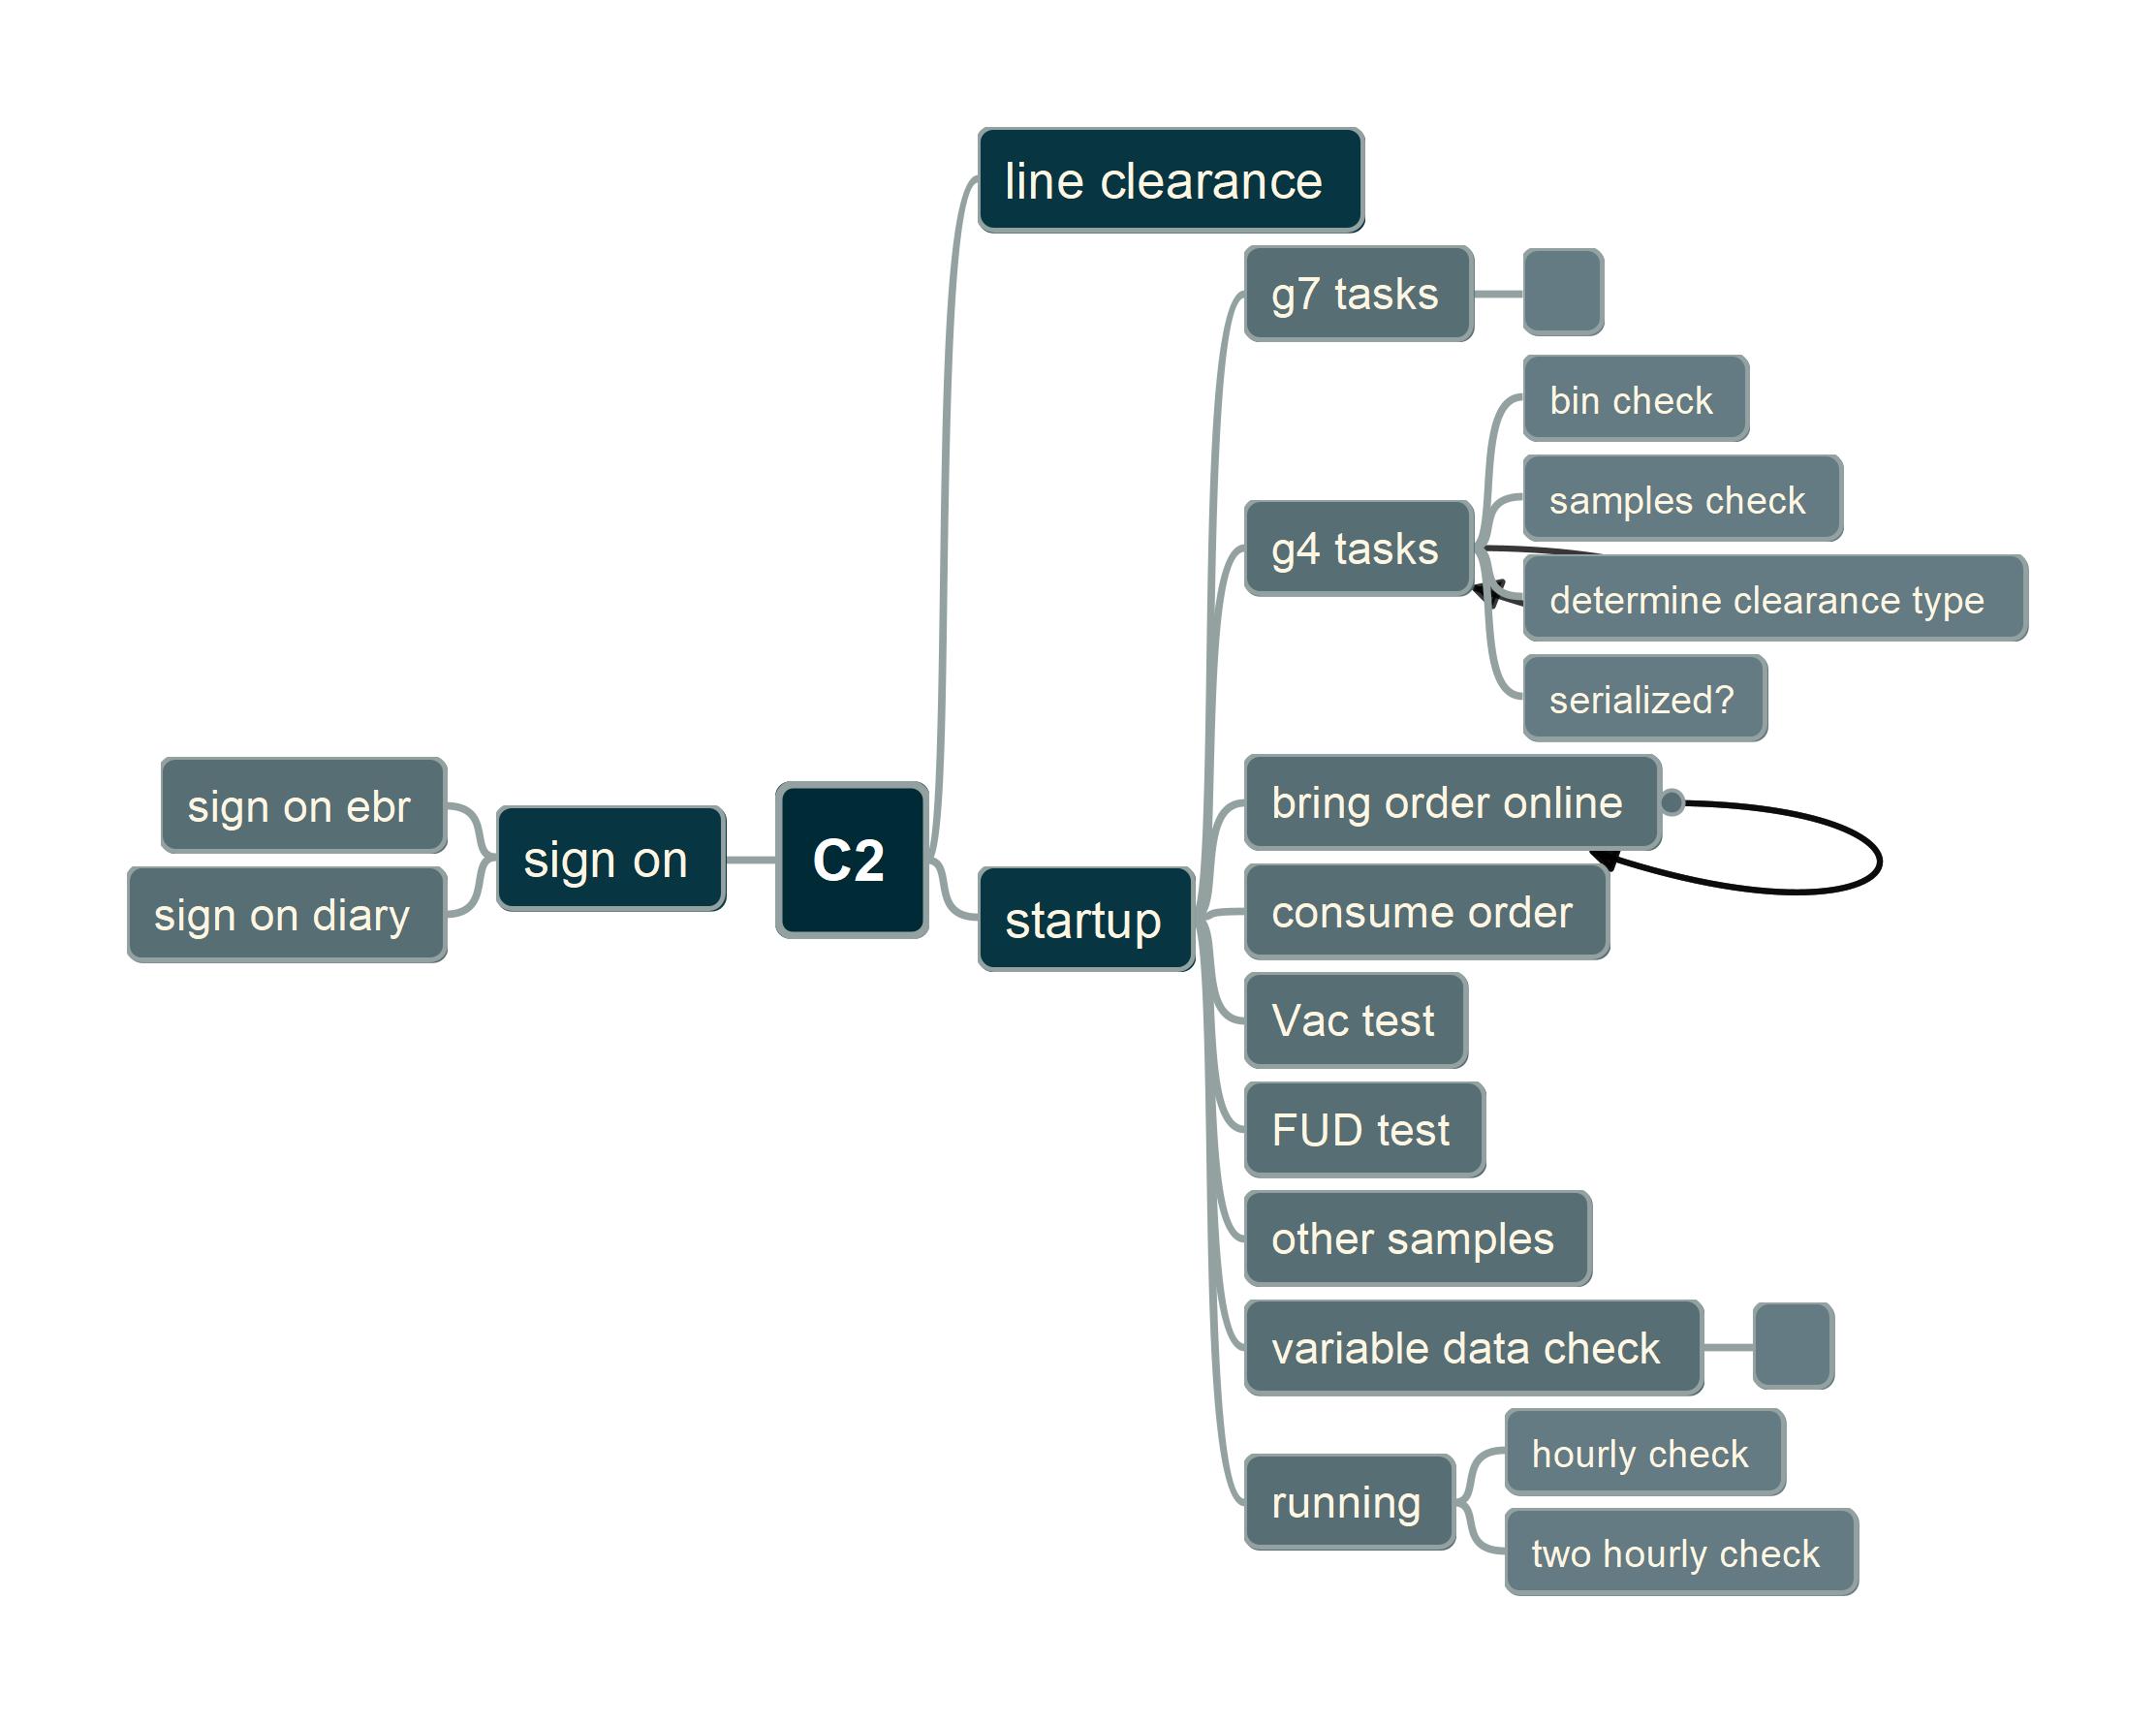 line clearance
g7 tasks
bin check
samples check
g4 tasks
determine clearance type
serialized?
sign on ebr
bring order online
sign on
C2
sign on diary
startup
consume order
Vac test
FUD test
other samples
variable data check
hourly check
running
two hourly check